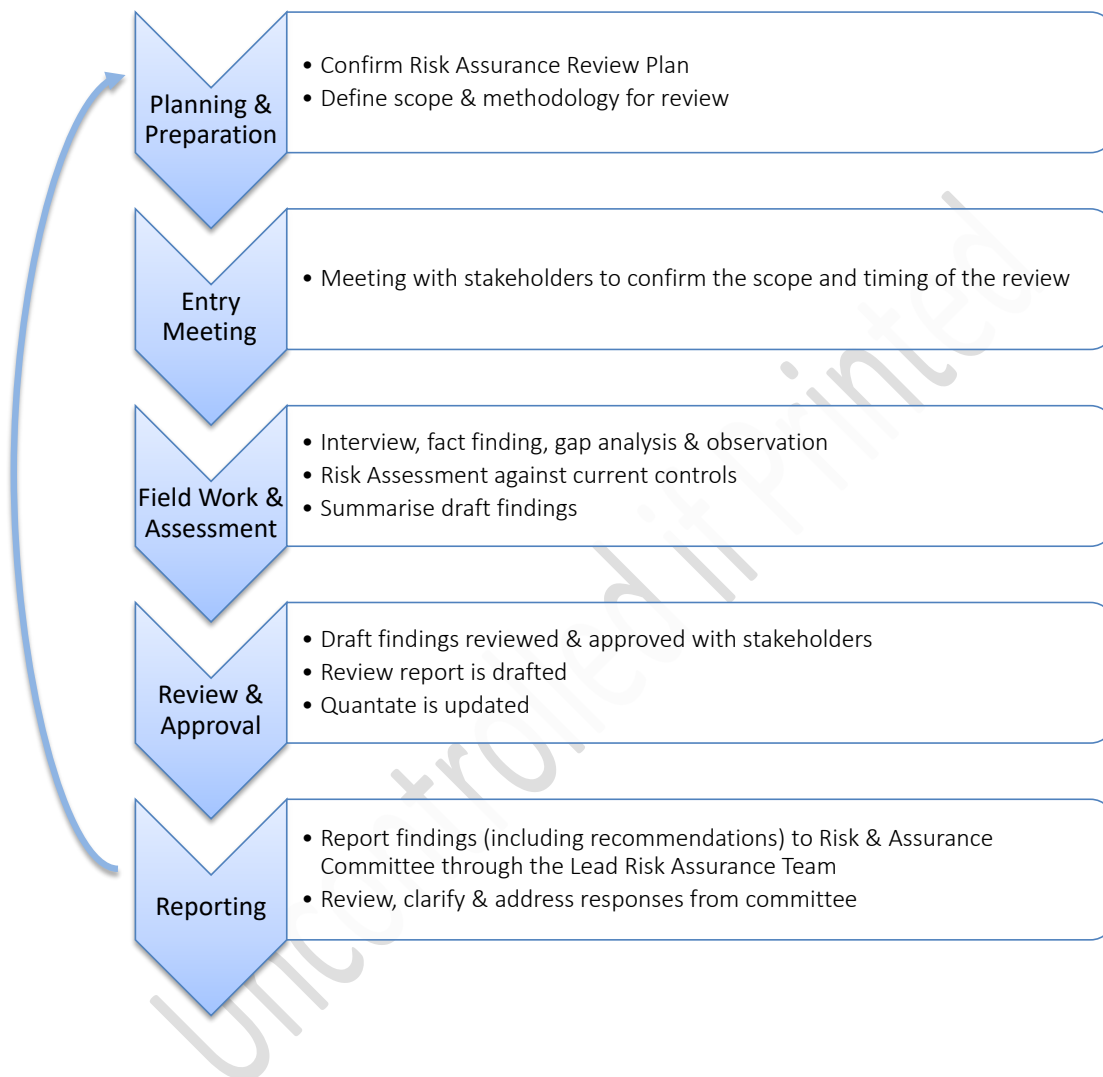 Planning &
Preparation
• Confirm Risk Assurance Review Plan
• Define scope & methodology for review
Entry
Meeting
• Meeting with stakeholders to confirm the scope and timing of the review
Field Work &
Assessment
• Interview, fact finding, gap analysis & observation
• Risk Assessment against current controls
• Summarise draft findings
Review &
Approval
• Draft findings reviewed & approved with stakeholders
• Review report is drafted
• Quantate is updated
Reporting
• Report findings (including recommendations) to Risk & Assurance
Committee through the Lead Risk Assurance Team
• Review, clarify & address responses from committee
Uncontrolled if Printed